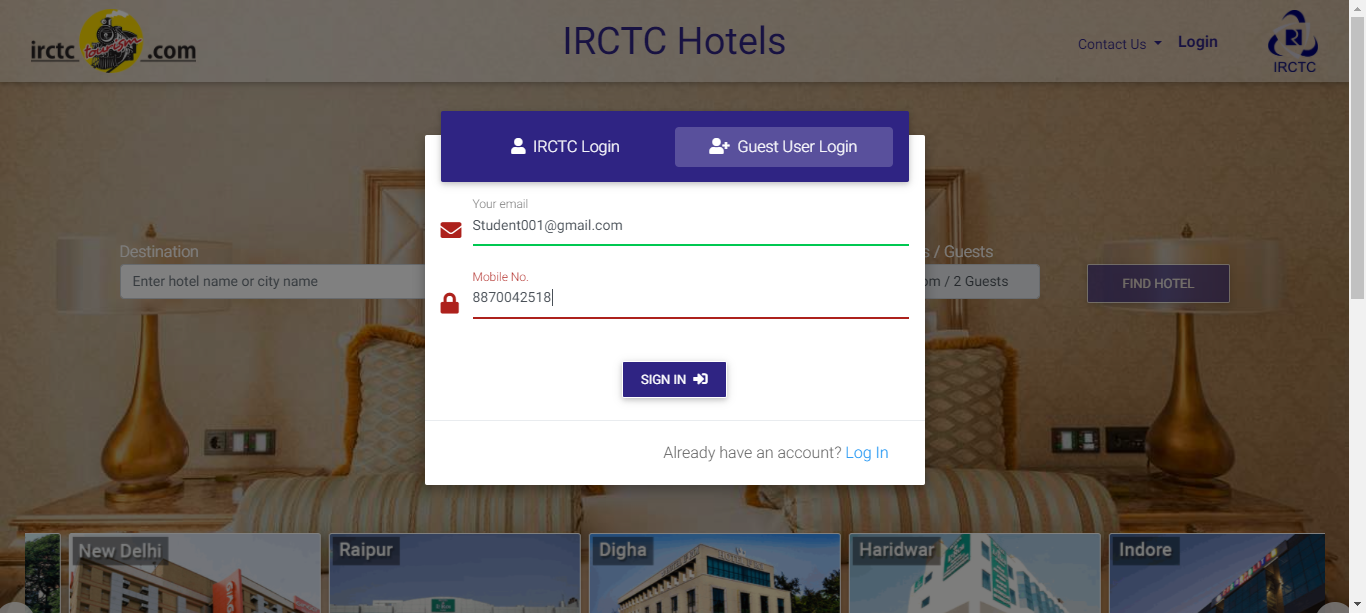 irctc tourism .com
IRCTC Hotels
Contact Us
Login
IRCTC
IRCTC Login
Guest User Login
Your email
Student001@gmail.com
Destination
s / Guests
Enter hotel name or city name
om / 2 Guests
FIND HOTEL
Mobile No.
8870042518
SIGN IN
Already have an account? Log In
New Delhi
Raipur
Digha
Haridwar
Indore